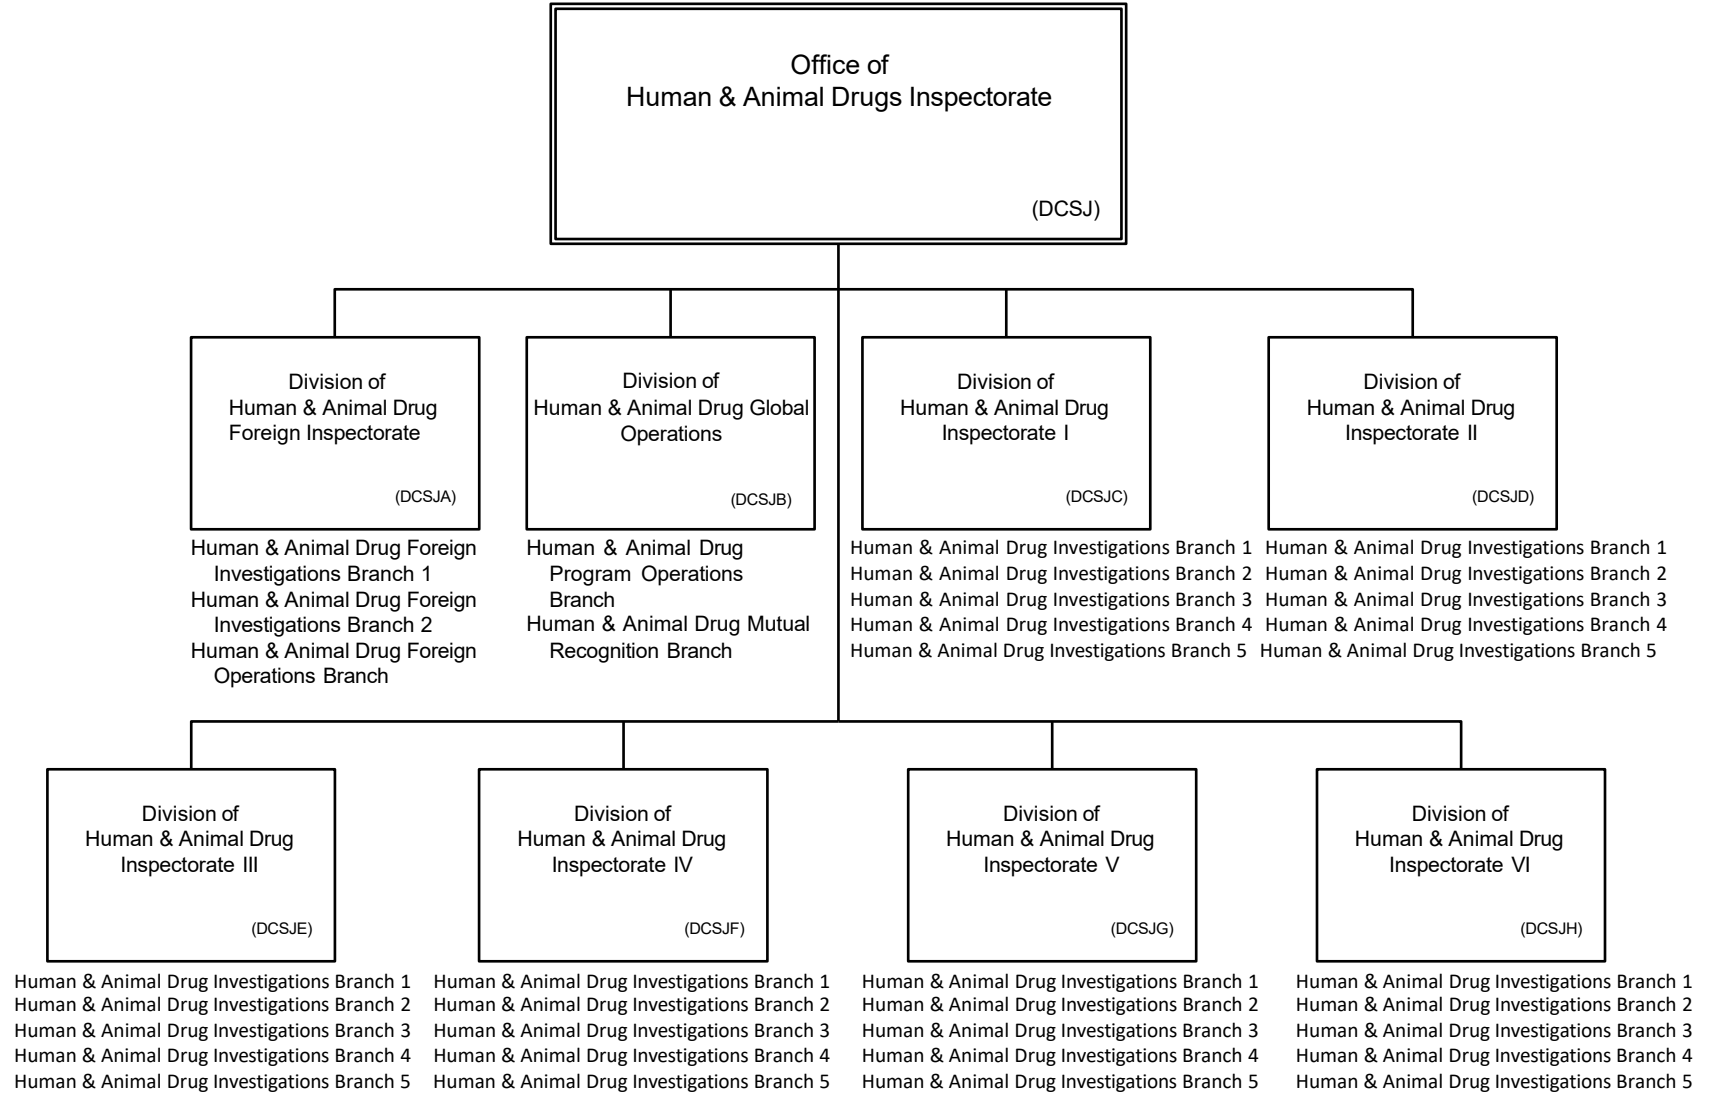 Office of
Human & Animal Drugs Inspectorate
(DCSJ)
Division of
Human & Animal Drug
Foreign Inspectorate
(DCSJA)
Human & Animal Drug Foreign
Investigations Branch 1
Human & Animal Drug Foreign
Investigations Branch 2
Human & Animal Drug Foreign
Operations Branch
Division of
Human & Animal Drug Global
Operations
(DCSJB)
Human & Animal Drug
Program Operations
Branch
Human & Animal Drug Mutual
Recognition Branch
Division of
Human & Animal Drug
Inspectorate I
(DCSJC)
Human & Animal Drug Investigations Branch 1
Human & Animal Drug Investigations Branch 2
Human & Animal Drug Investigations Branch 3
Human & Animal Drug Investigations Branch 4
Human & Animal Drug Investigations Branch 5
Division of
Human & Animal Drug
Inspectorate II
(DCSJD)
Human & Animal Drug Investigations Branch 1
Human & Animal Drug Investigations Branch 2
Human & Animal Drug Investigations Branch 3
Human & Animal Drug Investigations Branch 4
Human & Animal Drug Investigations Branch 5
Division of
Human & Animal Drug
Inspectorate III
(DCSJE)
Human & Animal Drug Investigations Branch 1
Human & Animal Drug Investigations Branch 2
Human & Animal Drug Investigations Branch 3
Human & Animal Drug Investigations Branch 4
Human & Animal Drug Investigations Branch 5
Division of
Human & Animal Drug
Inspectorate IV
(DCSJF)
Human & Animal Drug Investigations Branch 1
Human & Animal Drug Investigations Branch 2
Human & Animal Drug Investigations Branch 3
Human & Animal Drug Investigations Branch 4
Human & Animal Drug Investigations Branch 5
Division of
Human & Animal Drug
Inspectorate V
(DCSJG)
Human & Animal Drug Investigations Branch 1
Human & Animal Drug Investigations Branch 2
Human & Animal Drug Investigations Branch 3
Human & Animal Drug Investigations Branch 4
Human & Animal Drug Investigations Branch 5
Division of
Human & Animal Drug
Inspectorate VI
(DCSJH)
Human & Animal Drug Investigations Branch 1
Human & Animal Drug Investigations Branch 2
Human & Animal Drug Investigations Branch 3
Human & Animal Drug Investigations Branch 4
Human & Animal Drug Investigations Branch 5